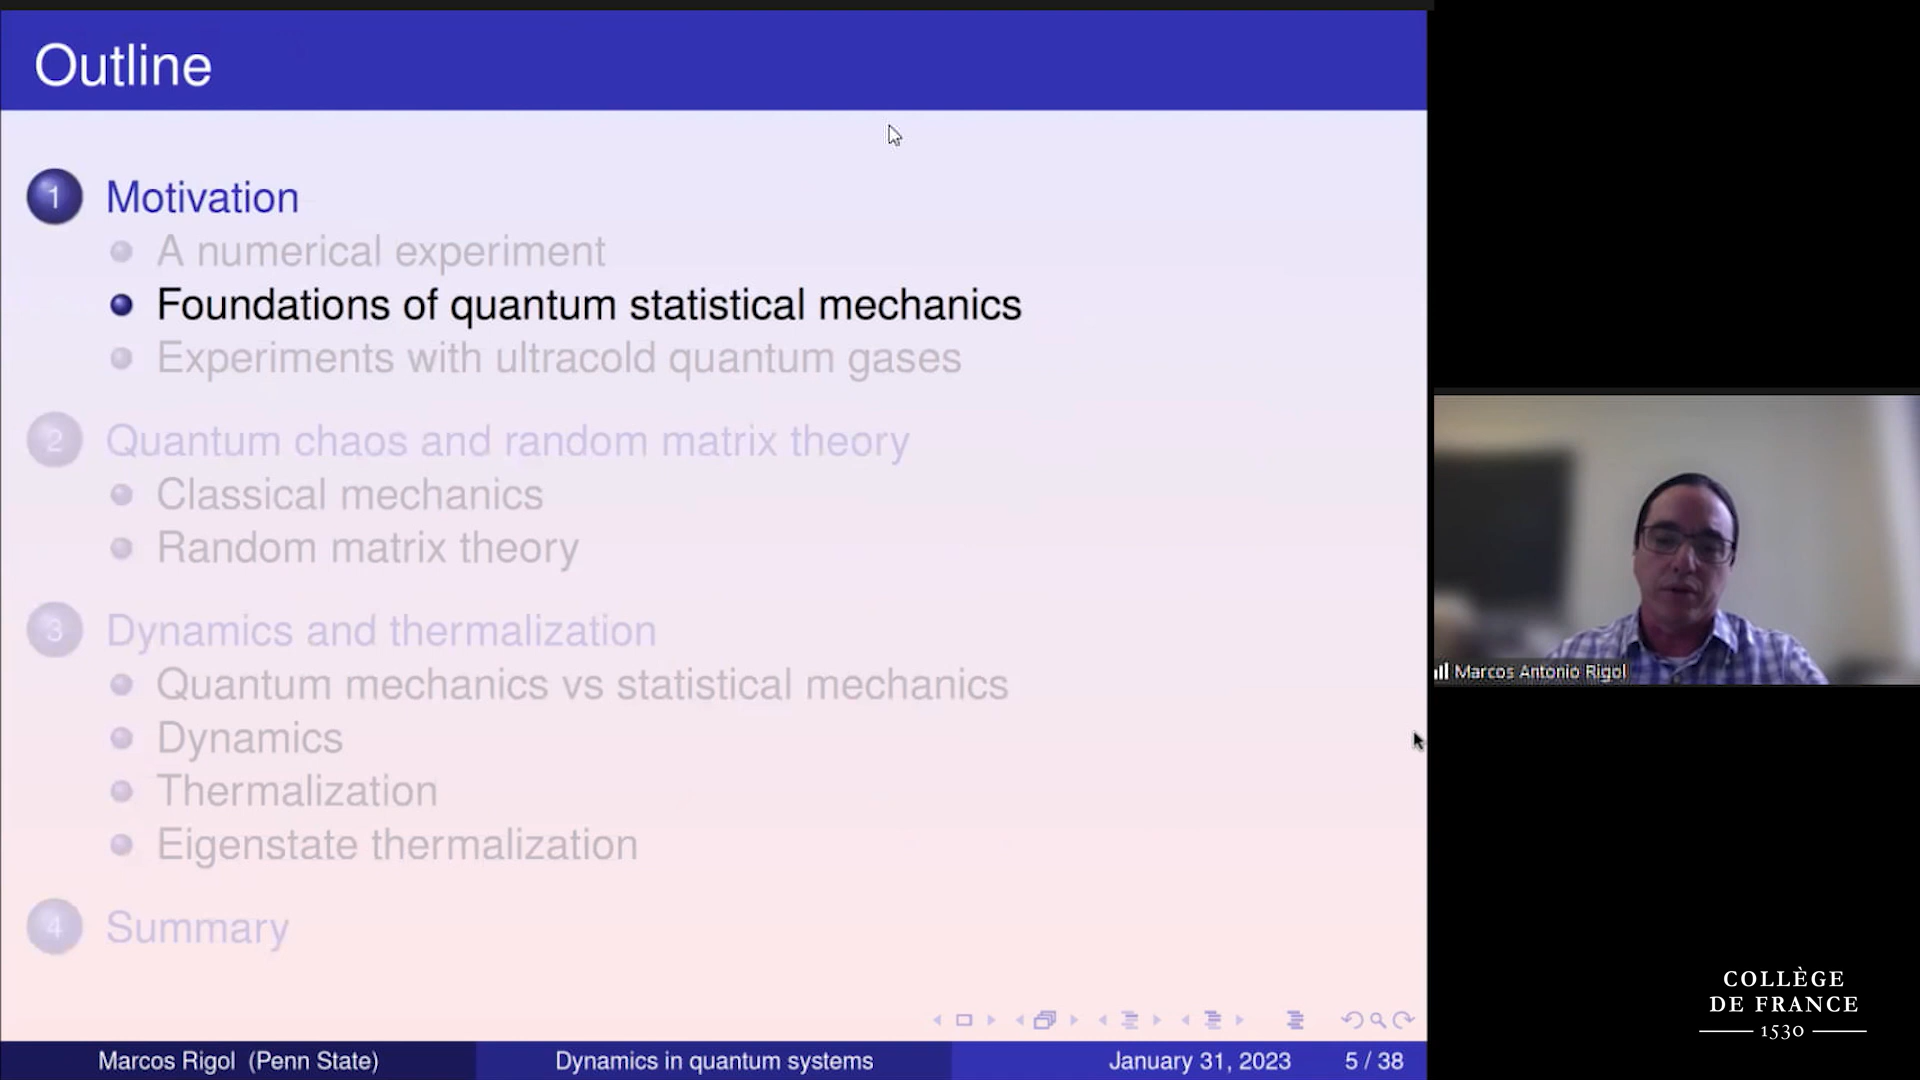 Outline
1 Motivation
A numerical experiment
Foundations of quantum statistical mechanics
Experiments with ultracold quantum gases
2 Quantum chaos and random matrix theory
Classical mechanics
Random matrix theory
3 Dynamics and thermalization
Quantum mechanics vs statistical mechanics
Dynamics
Thermalization
Eigenstate thermalization
4 Summary
Marcos Rigol (Penn State)
Dynamics in quantum systems
January 31, 2023
5 / 38
Marcos Antonio Rigol
COLLÈGE
DE FRANCE
1530